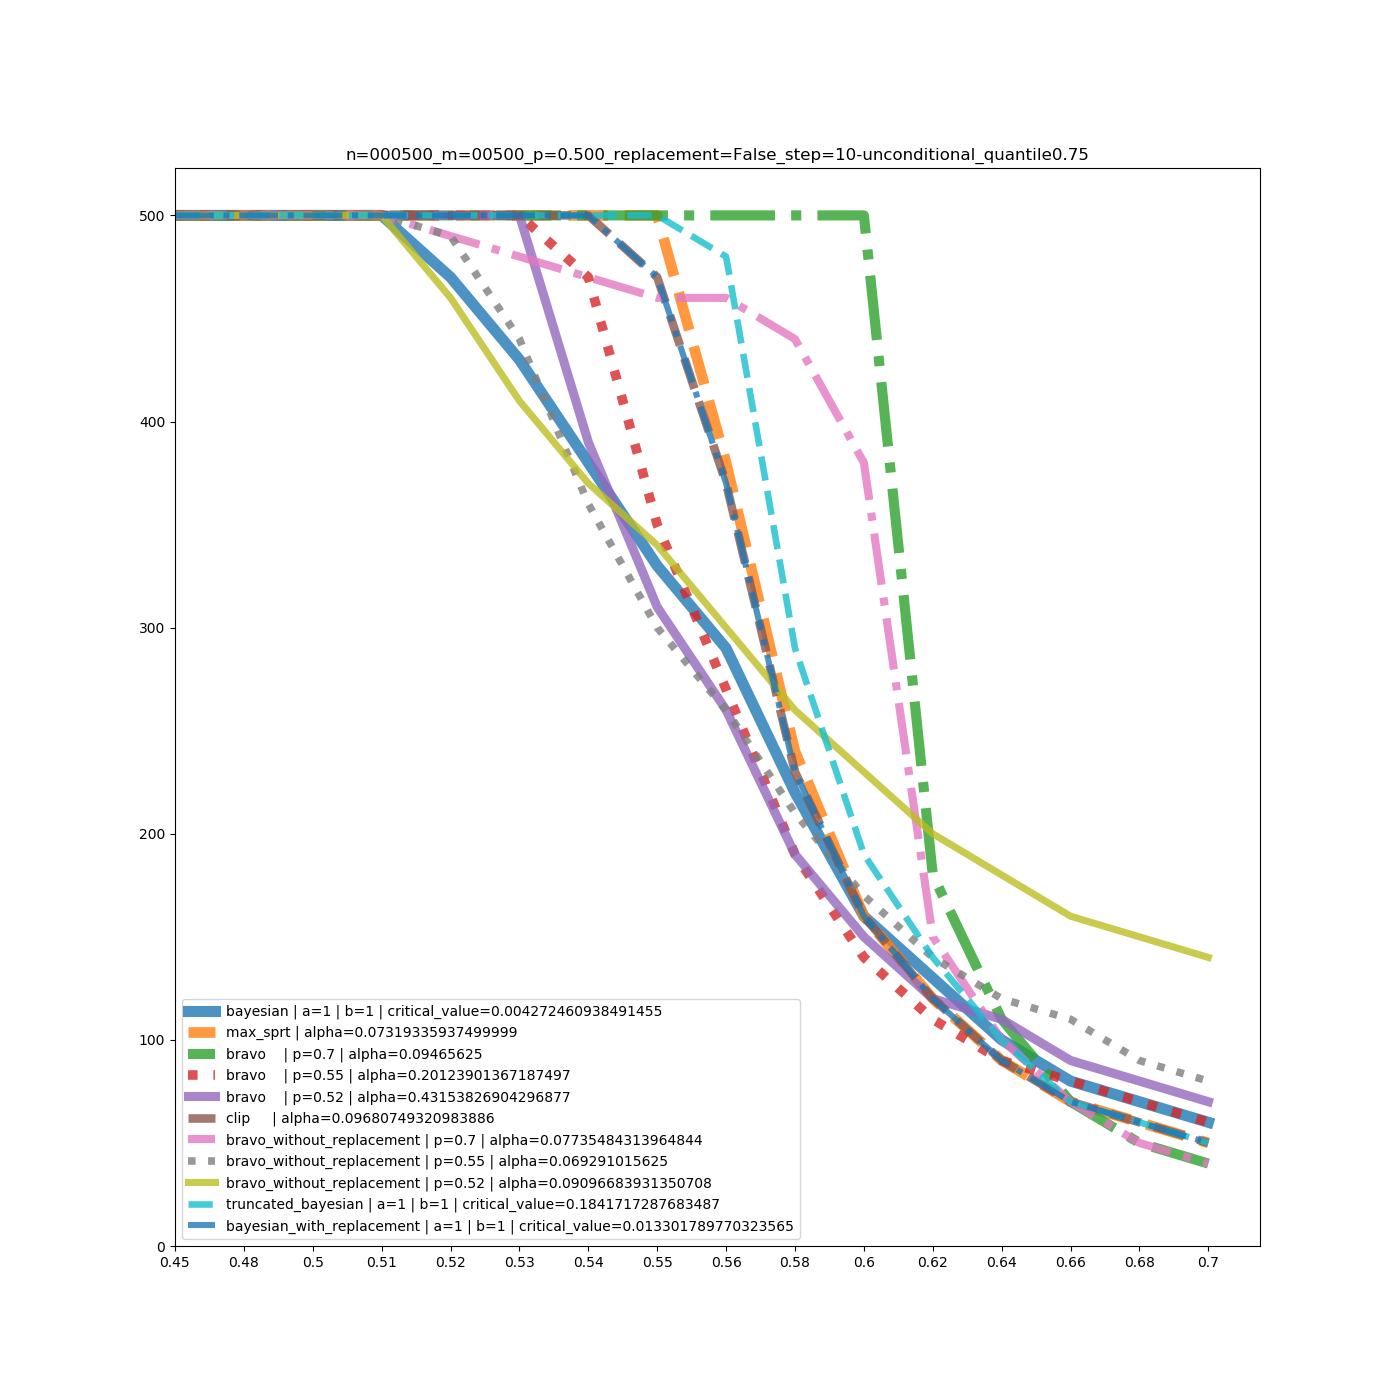 n=000500_m=00500_p=0.500_replacement=False_step=10-unconditional_quantile0.75
500
400
300
200
100
0
bayesian | a=1 | b=1 | critical_value=0.004272460938491455
max_sprt | alpha=0.07319335937499999
bravo | p=0.7 | alpha=0.09465625
bravo | p=0.55 | alpha=0.20123901367187497
bravo | p=0.52 | alpha=0.43153826904296877
clip | alpha=0.09680749320983886
bravo_without_replacement | p=0.7 | alpha=0.07735484313964844
bravo_without_replacement | p=0.55 | alpha=0.069291015625
bravo_without_replacement | p=0.52 | alpha=0.09096683931350708
truncated_bayesian | a=1 | b=1 | critical_value=0.1841717287683487
bayesian_with_replacement | a=1 | b=1 | critical_value=0.013301789770323565
0.45 0.48 0.5 0.51 0.52 0.53 0.54 0.55 0.56 0.58 0.6 0.62 0.64 0.66 0.68 0.7